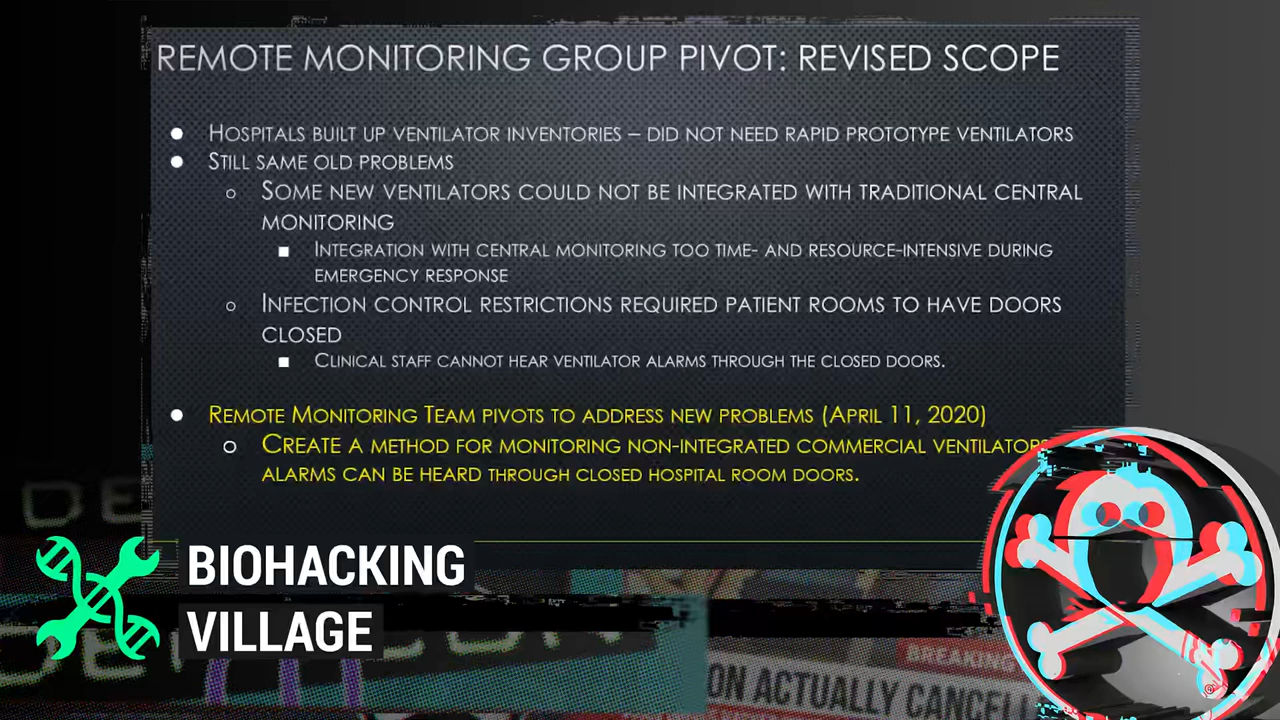 REMOTE MONITORING GROUP PIVOT: REVISED SCOPE
● HOSPITALS BUILT UP VENTILATOR INVENTORIES – DID NOT NEED RAPID PROTOTYPE VENTILATORS
● STILL SAME OLD PROBLEMS
○ SOME NEW VENTILATORS COULD NOT BE INTEGRATED WITH TRADITIONAL CENTRAL
MONITORING
■ INTEGRATION WITH CENTRAL MONITORING TOO TIME- AND RESOURCE-INTENSIVE DURING
EMERGENCY RESPONSE
○ INFECTION CONTROL RESTRICTIONS REQUIRED PATIENT ROOMS TO HAVE DOORS
CLOSED
■ CLINICAL STAFF CANNOT HEAR VENTILATOR ALARMS THROUGH THE CLOSED DOORS.
● REMOTE MONITORING TEAM PIVOTS TO ADDRESS NEW PROBLEMS (APRIL 11, 2020)
○ CREATE A METHOD FOR MONITORING NON-INTEGRATED COMMERCIAL VENTILATORS
ALARMS CAN BE HEARD THROUGH CLOSED HOSPITAL ROOM DOORS.
BIOHACKING
VILLAGE
BREAKING
ON ACTUALLY CANCELL